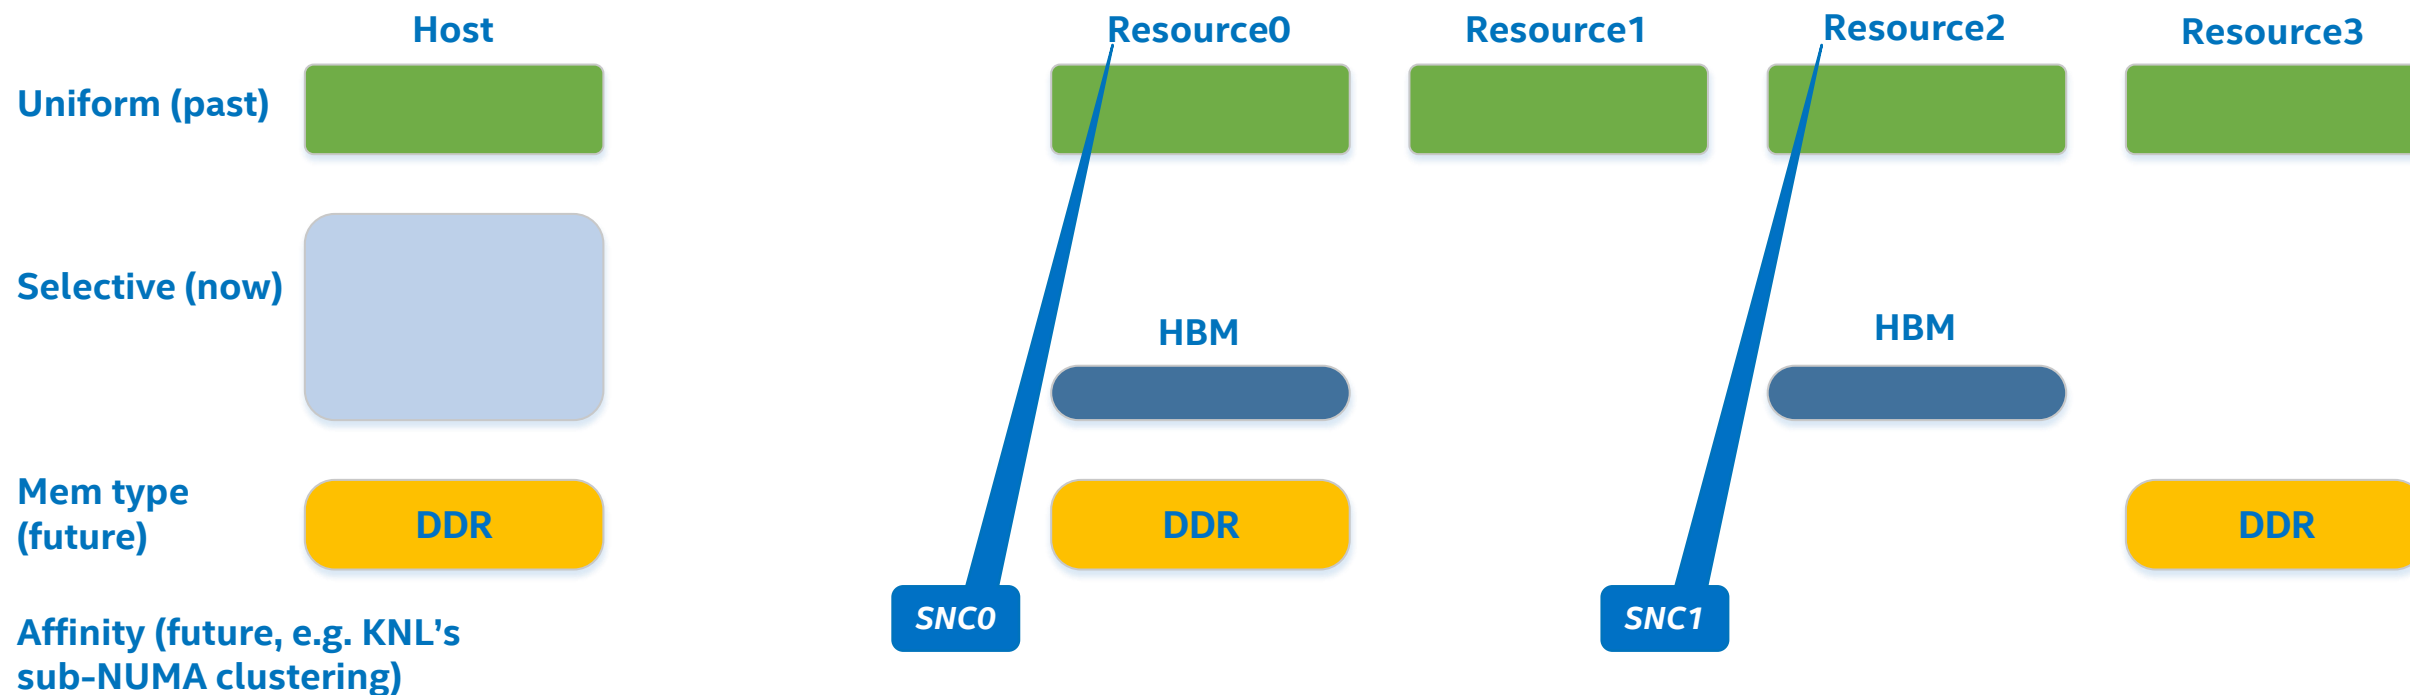 Host
Resource0
Resource1
Resource2
Resource3
Uniform (past)
Selective (now)
HBM
HBM
Mem type
(future)
DDR
DDR
DDR
SNC0
SNC1
Affinity (future, e.g. KNL’s
sub-NUMA clustering)